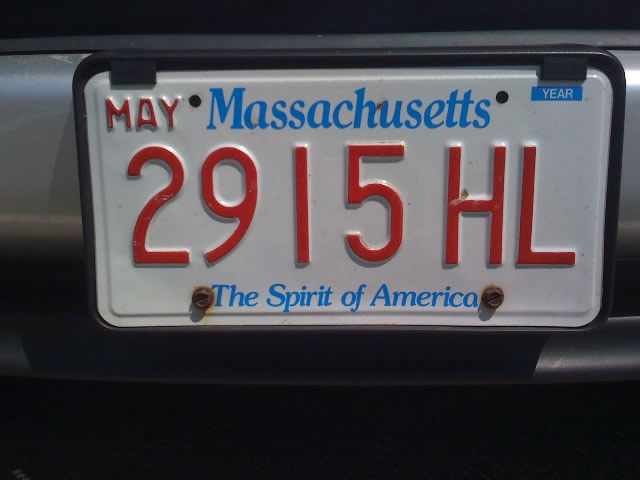 MAY Massachusetts YEAR
2915 HL
The Spirit of America